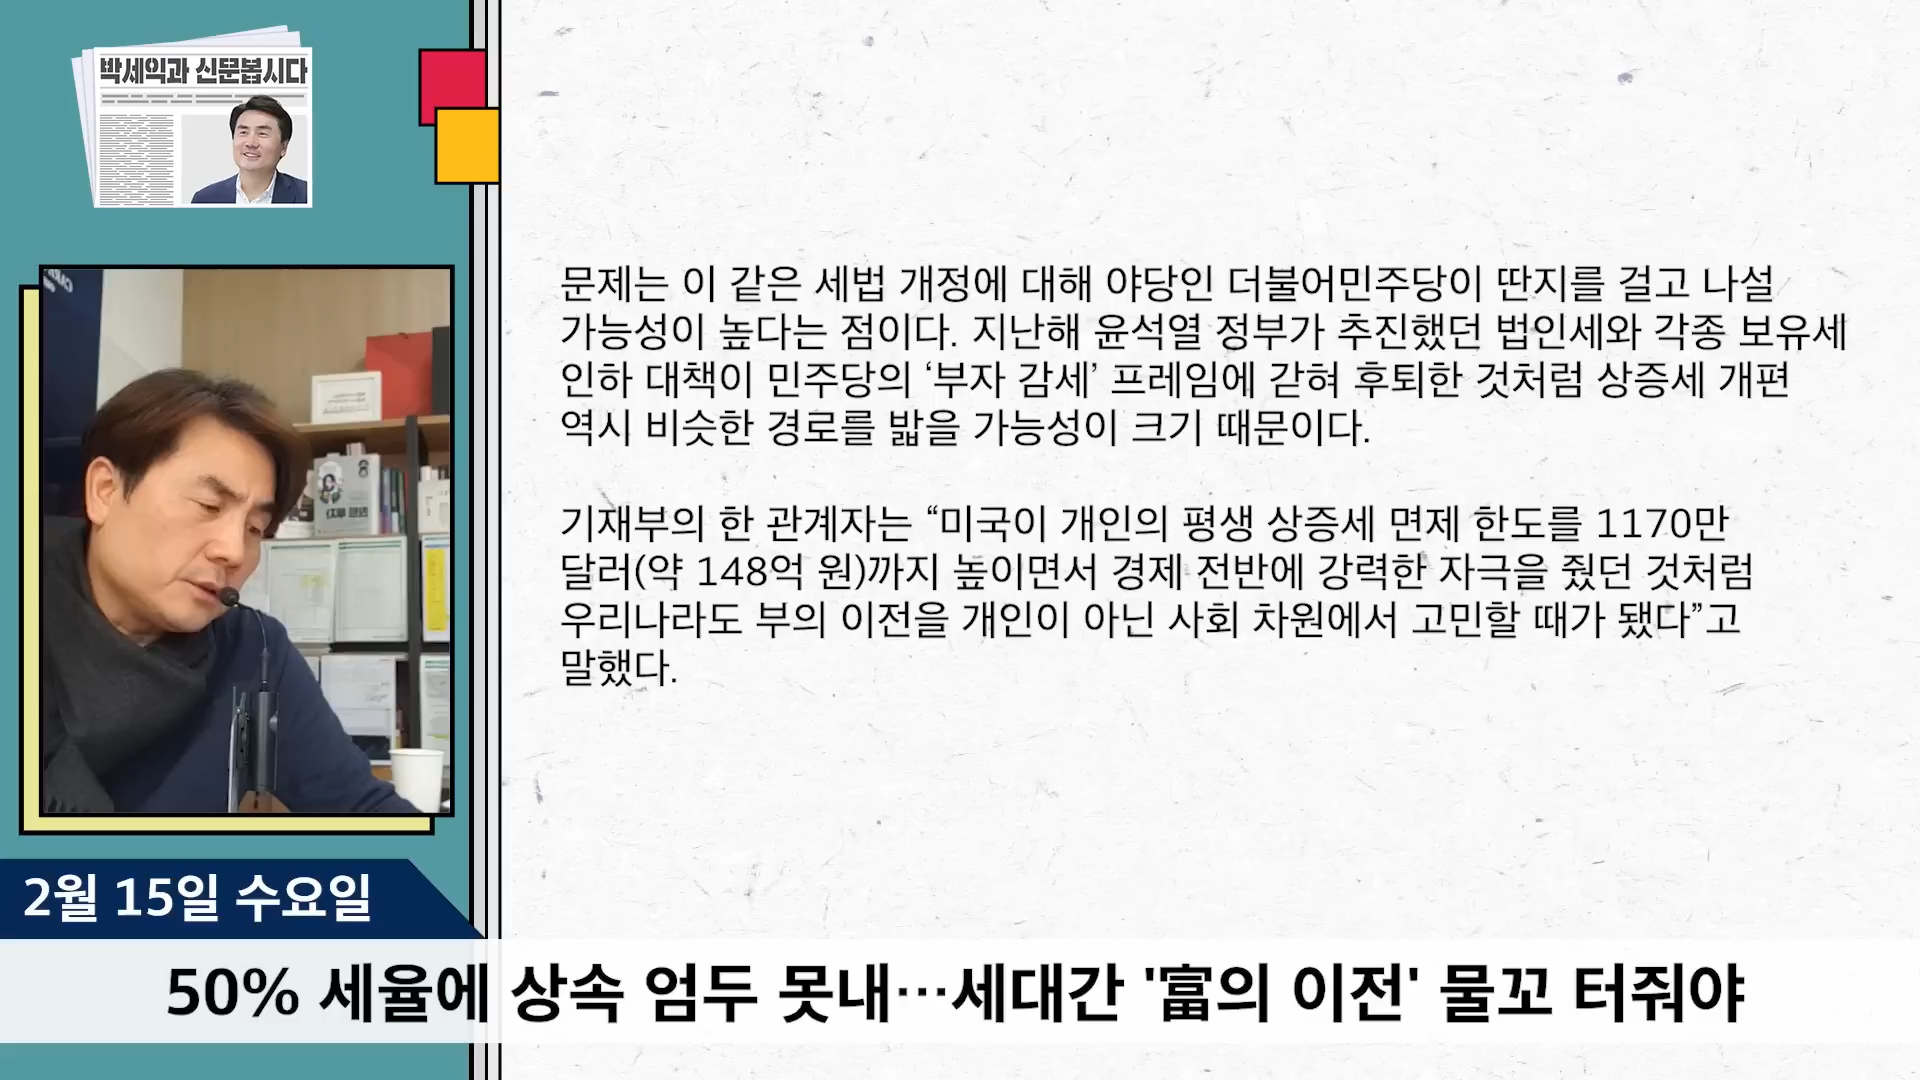 박세익과 신문봅시다
문제는 이 같은 세법 개정에 대해 야당인 더불어민주당이 딴지를 걸고 나설
가능성이 높다는 점이다. 지난해 윤석열 정부가 추진했던 법인세와 각종 보유세
인하 대책이 민주당의 ‘부자 감세’ 프레임에 갇혀 후퇴한 것처럼 상증세 개편
역시 비슷한 경로를 밟을 가능성이 크기 때문이다.
기재부의 한 관계자는 “미국이 개인의 평생 상증세 면제 한도를 1170만
달러(약 148억 원)까지 높이면서 경제 전반에 강력한 자극을 줬던 것처럼
우리나라도 부의 이전을 개인이 아닌 사회 차원에서 고민할 때가 됐다”고
말했다.
2월 15일 수요일
50% 세율에 상속 엄두 못내…세대간 '富의 이전' 물꼬 터줘야